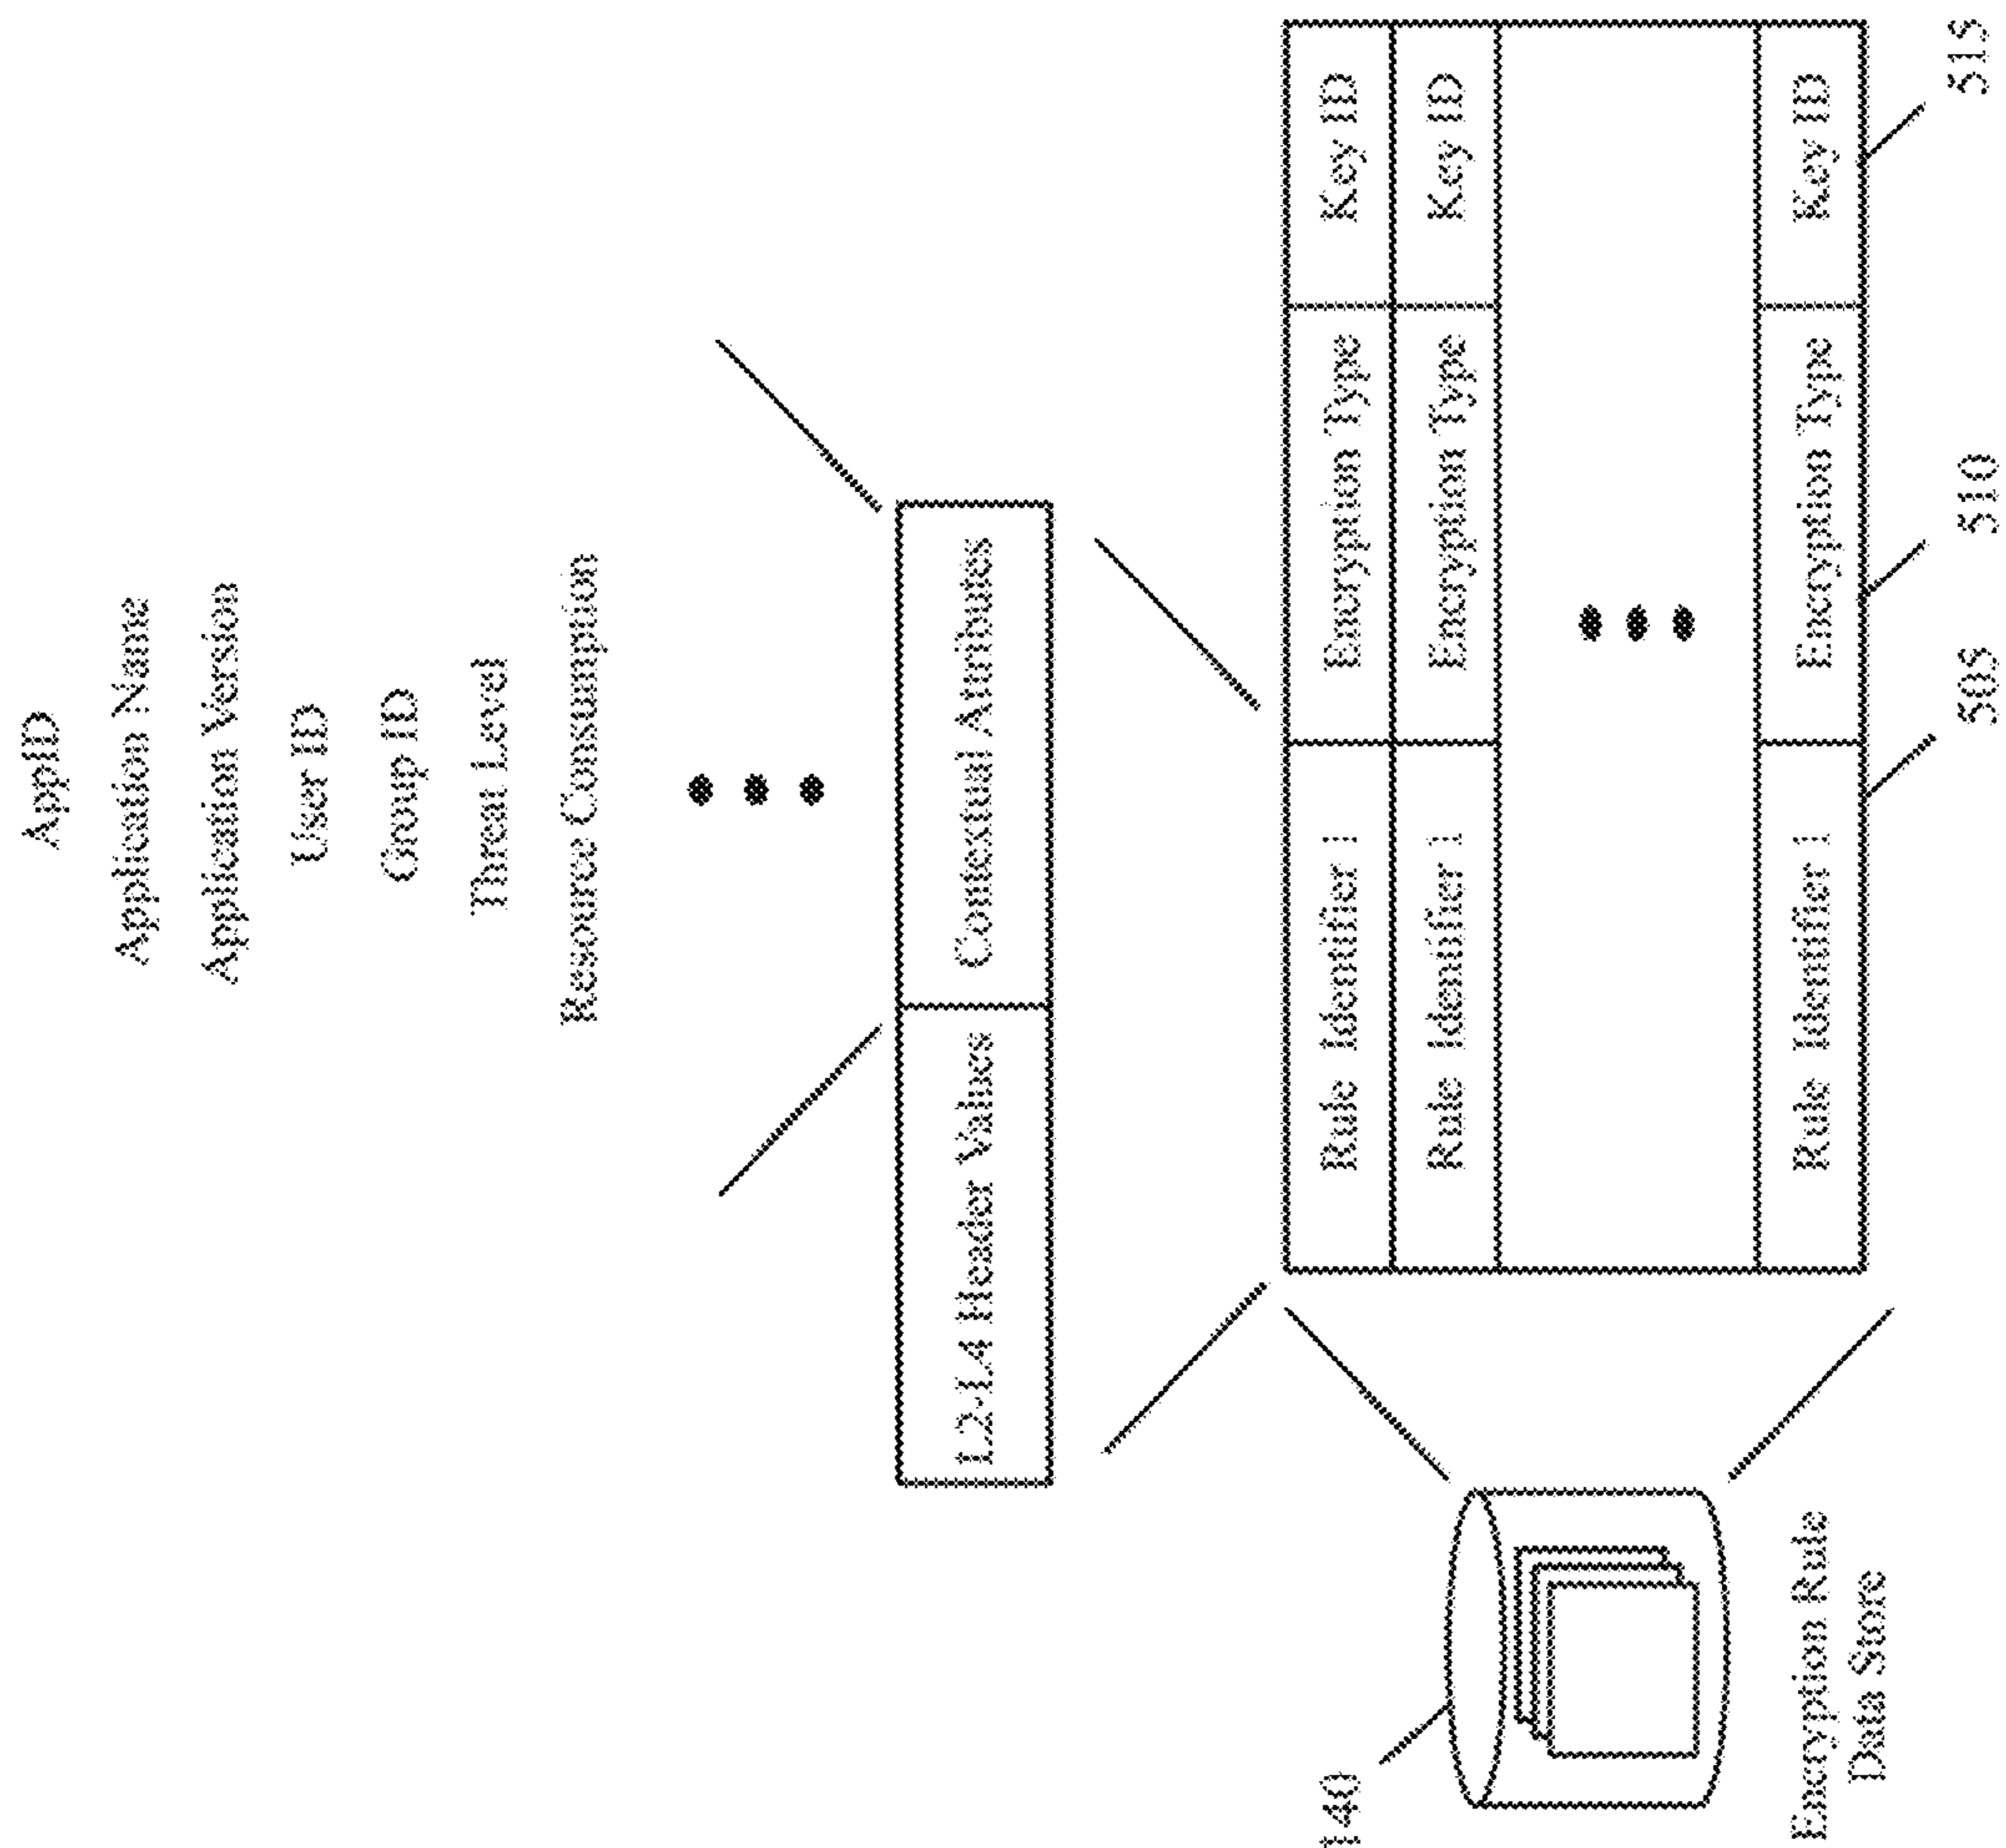 AppID
Application Name
Application Version
User ID
Group ID
Threat Level
Resource Consumption
L2-L4 Header Values
Contextual Attributes
Rule Identifier 1
Encryption Type
Key ID
Rule Identifier 1
Encryption Type
Key ID
Rule Identifier 1
Encryption Type
Key ID
505
510
515
140
Encryption Rule
Data Store